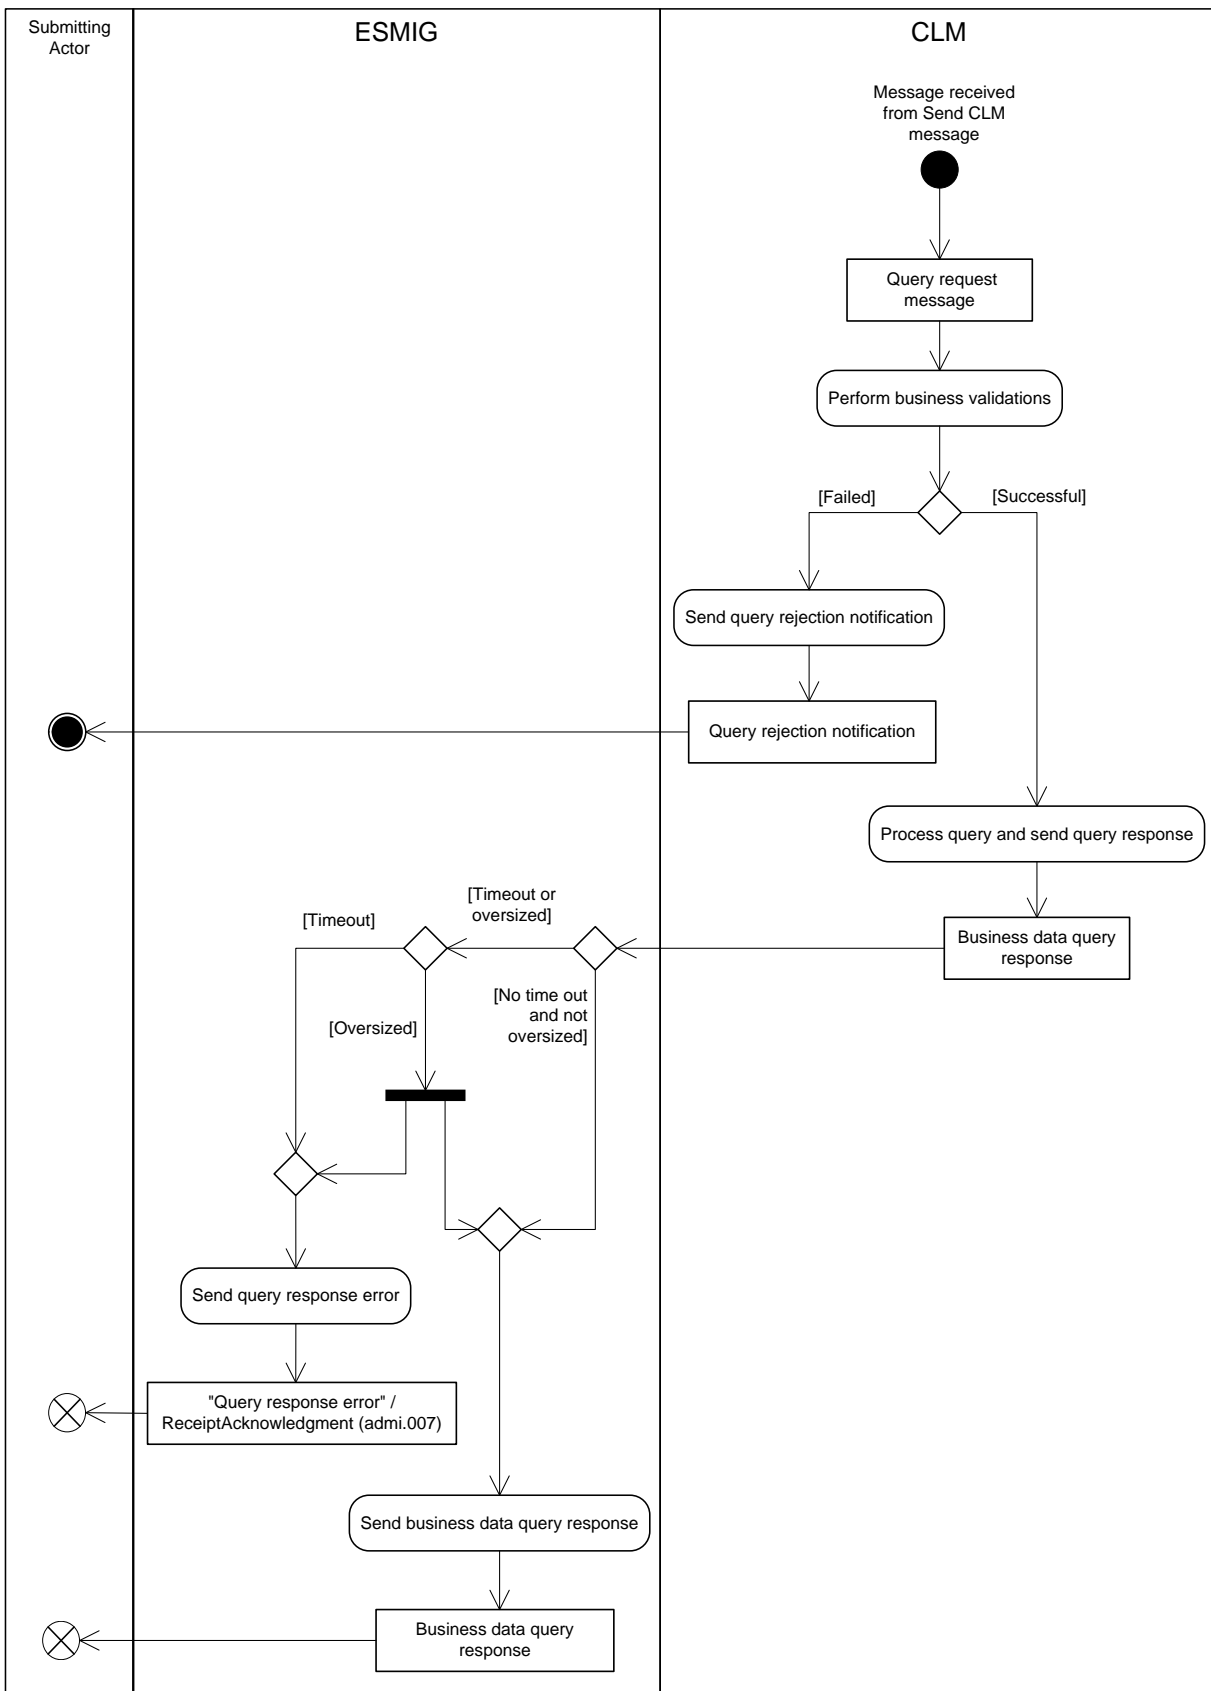 Submitting
Actor
ESMIG
CLM
Message received
from Send CLM
message
Query request
message
Perform business validations
[Failed]
[Successful]
Send query rejection notification
Query rejection notification
Process query and send query response
[Timeout or
oversized]
[Timeout]
Business data query
response
[No time out
and not
oversized]
[Oversized]
Send query response error
"Query response error" /
ReceiptAcknowledgment (admi.007)
Send business data query response
Business data query
response